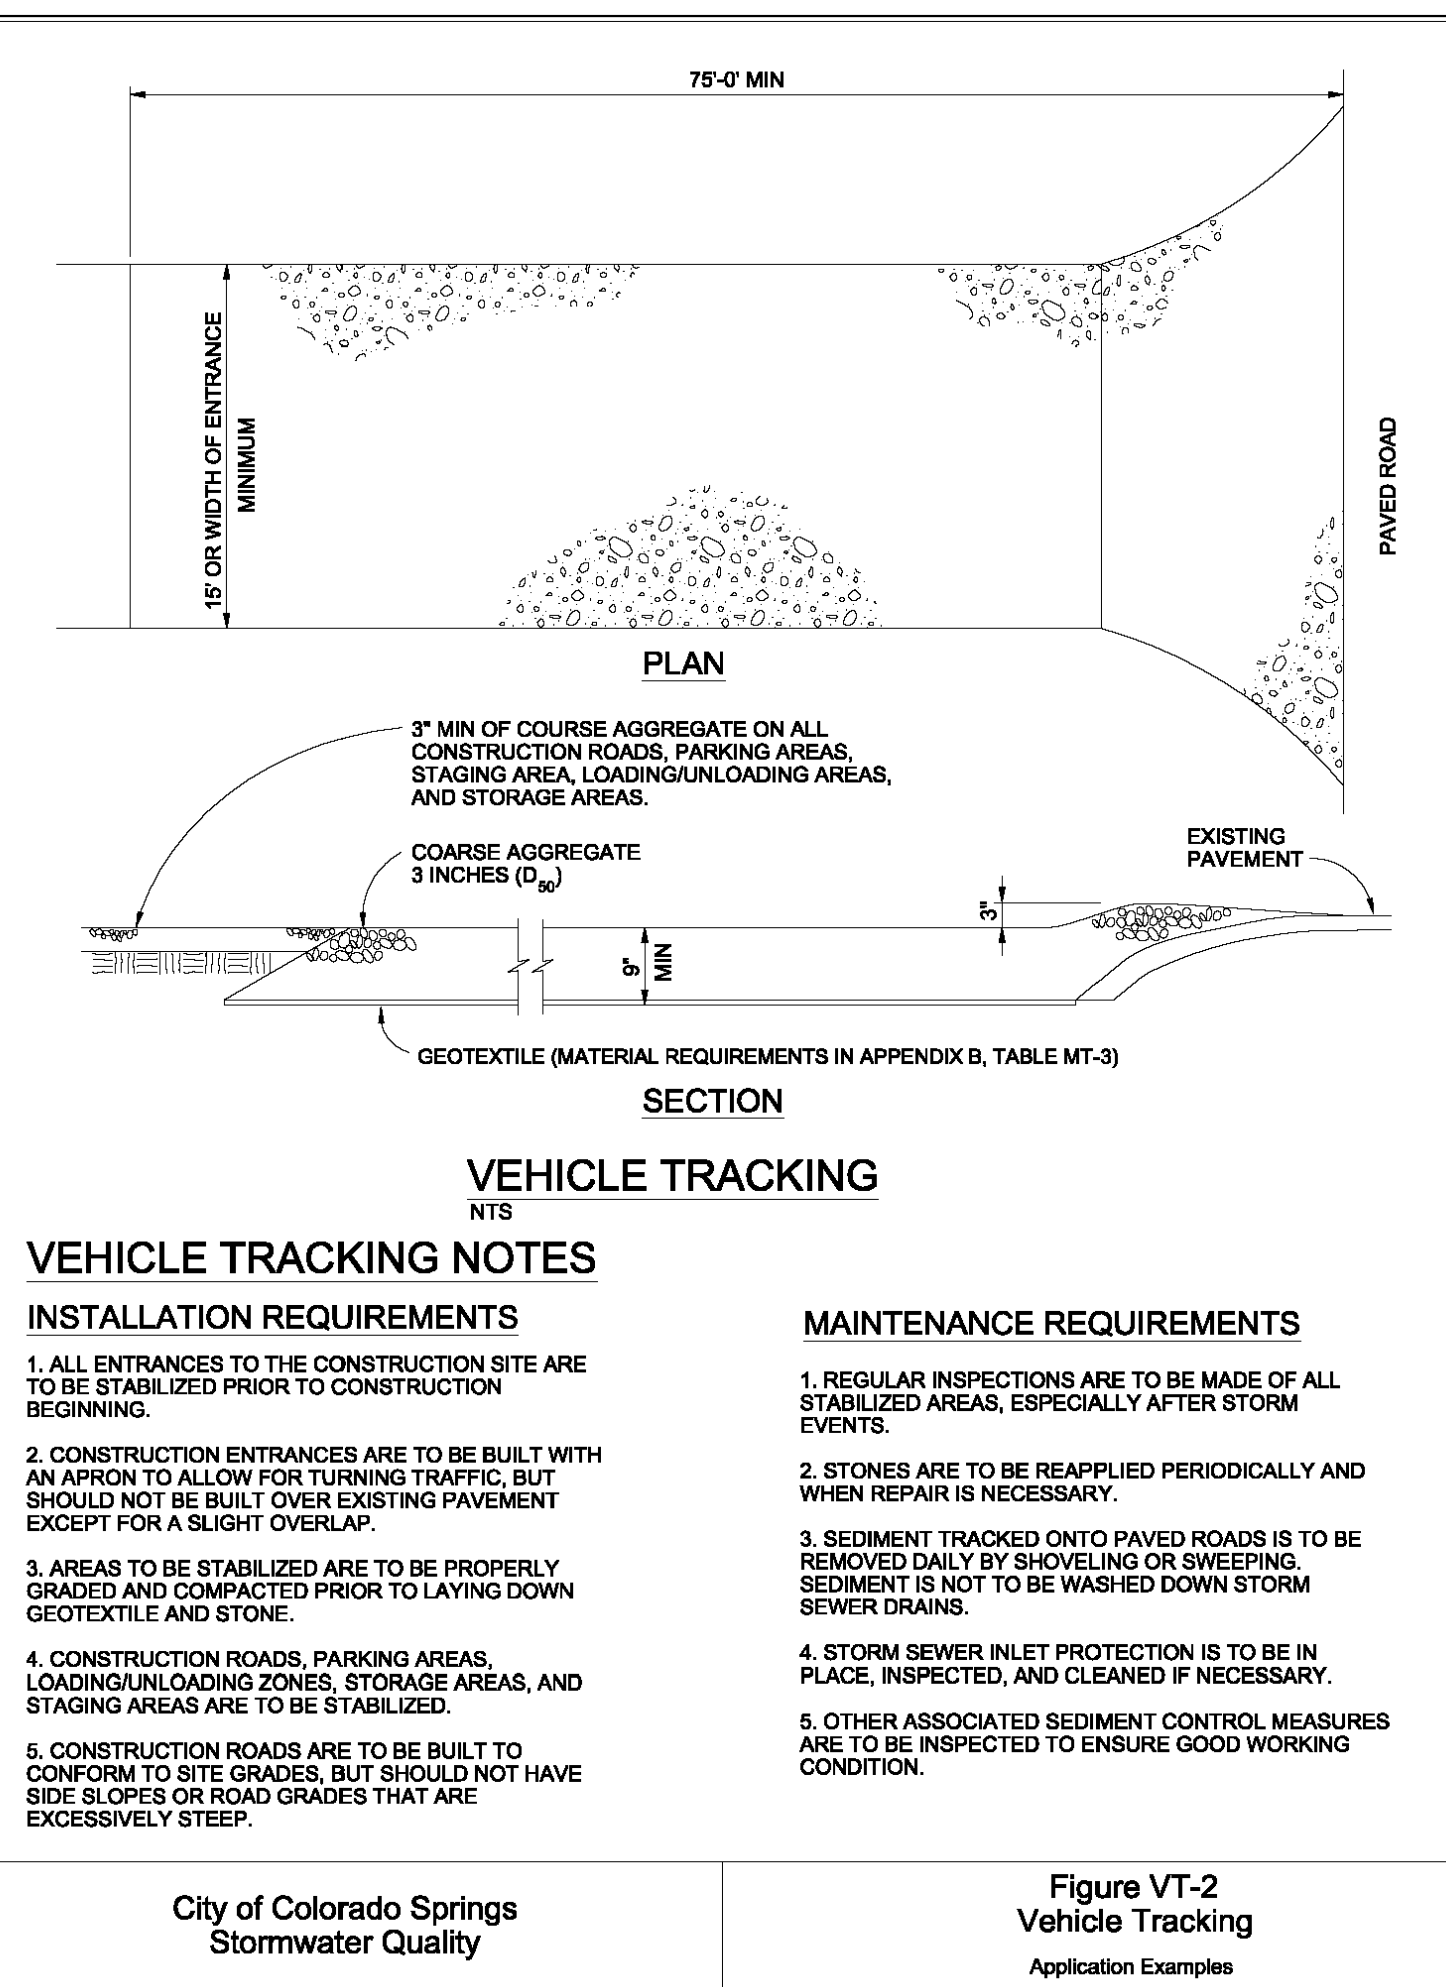 75'-0' MIN
15' OR WIDTH OF ENTRANCE
MINIMUM
PAVED ROAD
PLAN
3" MIN OF COURSE AGGREGATE ON ALL
CONSTRUCTION ROADS, PARKING AREAS,
STAGING AREA, LOADING/UNLOADING AREAS,
AND STORAGE AREAS.
COARSE AGGREGATE
3 INCHES (D50)
EXISTING
PAVEMENT
3"
9"
MIN
GEOTEXTILE (MATERIAL REQUIREMENTS IN APPENDIX B, TABLE MT-3)
SECTION
VEHICLE TRACKING
NTS
VEHICLE TRACKING NOTES
INSTALLATION REQUIREMENTS
1. ALL ENTRANCES TO THE CONSTRUCTION SITE ARE
TO BE STABILIZED PRIOR TO CONSTRUCTION
BEGINNING.
2. CONSTRUCTION ENTRANCES ARE TO BE BUILT WITH
AN APRON TO ALLOW FOR TURNING TRAFFIC, BUT
SHOULD NOT BE BUILT OVER EXISTING PAVEMENT
EXCEPT FOR A SLIGHT OVERLAP.
3. AREAS TO BE STABILIZED ARE TO BE PROPERLY
GRADED AND COMPACTED PRIOR TO LAYING DOWN
GEOTEXTILE AND STONE.
4. CONSTRUCTION ROADS, PARKING AREAS,
LOADING/UNLOADING ZONES, STORAGE AREAS, AND
STAGING AREAS ARE TO BE STABILIZED.
5. CONSTRUCTION ROADS ARE TO BE BUILT TO
CONFORM TO SITE GRADES, BUT SHOULD NOT HAVE
SIDE SLOPES OR ROAD GRADES THAT ARE
EXCESSIVELY STEEP.
MAINTENANCE REQUIREMENTS
1. REGULAR INSPECTIONS ARE TO BE MADE OF ALL
STABILIZED AREAS, ESPECIALLY AFTER STORM
EVENTS.
2. STONES ARE TO BE REAPPLIED PERIODICALLY AND
WHEN REPAIR IS NECESSARY.
3. SEDIMENT TRACKED ONTO PAVED ROADS IS TO BE
REMOVED DAILY BY SHOVELING OR SWEEPING.
SEDIMENT IS NOT TO BE WASHED DOWN STORM
SEWER DRAINS.
4. STORM SEWER INLET PROTECTION IS TO BE IN
PLACE, INSPECTED, AND CLEANED IF NECESSARY.
5. OTHER ASSOCIATED SEDIMENT CONTROL MEASURES
ARE TO BE INSPECTED TO ENSURE GOOD WORKING
CONDITION.
City of Colorado Springs
Stormwater Quality
Figure VT-2
Vehicle Tracking
Application Examples